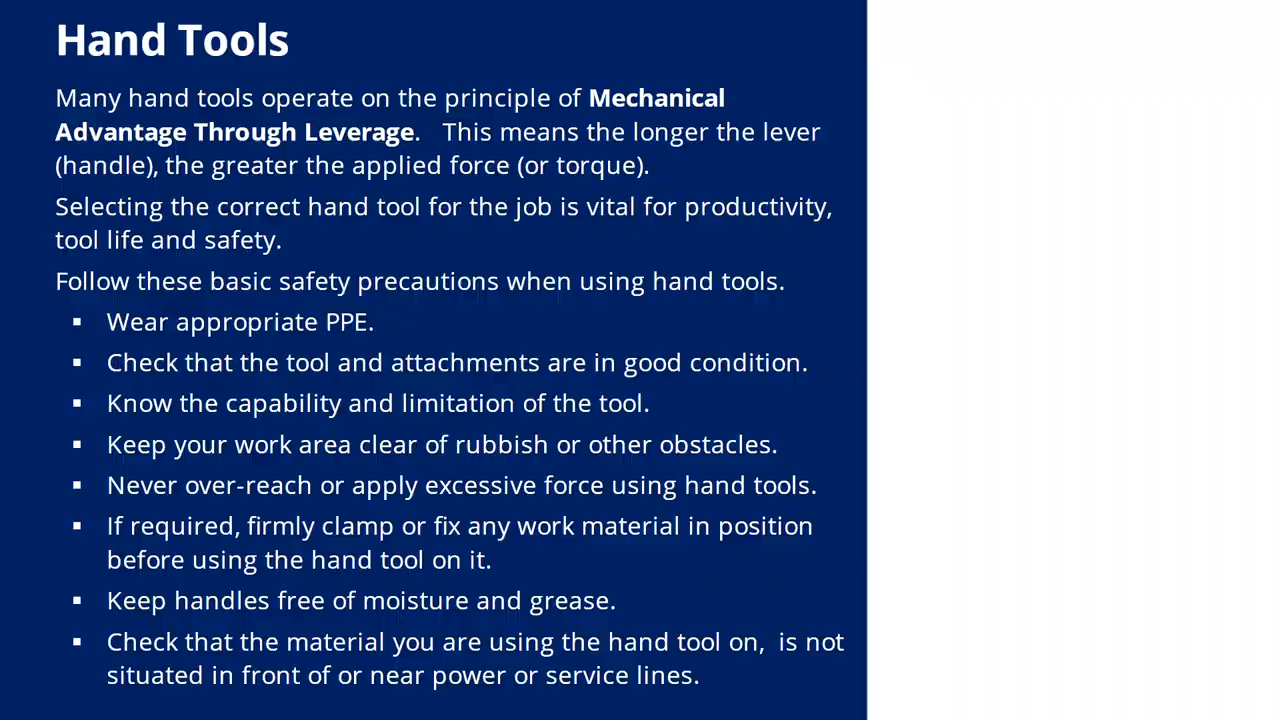 Hand Tools
Many hand tools operate on the principle of Mechanical
Advantage Through Leverage.   This means the longer the lever
(handle), the greater the applied force (or torque).
Selecting the correct hand tool for the job is vital for productivity,
tool life and safety.
Follow these basic safety precautions when using hand tools.
▪ Wear appropriate PPE.
▪ Check that the tool and attachments are in good condition.
▪ Know the capability and limitation of the tool.
▪ Keep your work area clear of rubbish or other obstacles.
▪ Never over-reach or apply excessive force using hand tools.
▪ If required, firmly clamp or fix any work material in position
before using the hand tool on it.
▪ Keep handles free of moisture and grease.
▪ Check that the material you are using the hand tool on,  is not
situated in front of or near power or service lines.